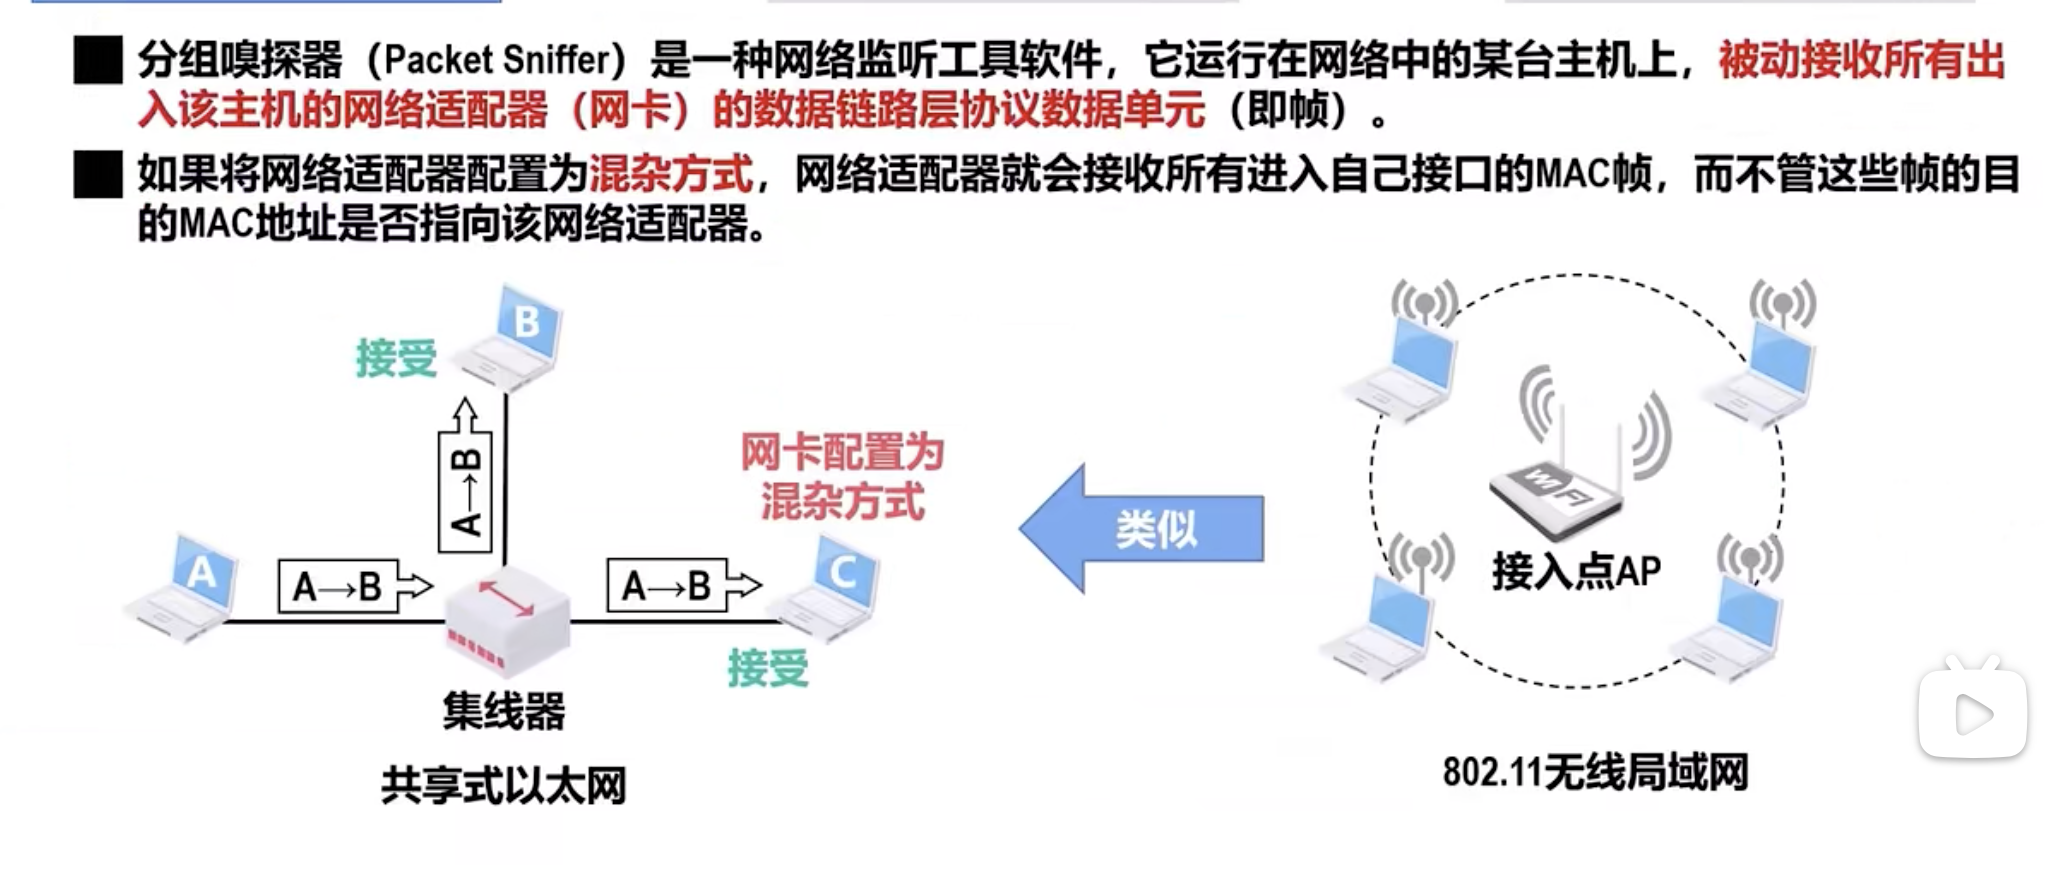 分组嗅探器（Packet Sniffer）是一种网络监听工具软件，它运行在网络中的某台主机上，被动接收所有出
入该主机的网络适配器（网卡）的数据链路层协议数据单元（即帧）。
如果将网络适配器配置为混杂方式，网络适配器就会接收所有进入自己接口的MAC帧，而不管这些帧的目
的MAC地址是否指向该网络适配器。
B
接受
A→B
网卡配置为
混杂方式
A
A→B
A→B
C
接受
集线器
共享式以太网
类似
WiFi
接入点AP
802.11无线局域网